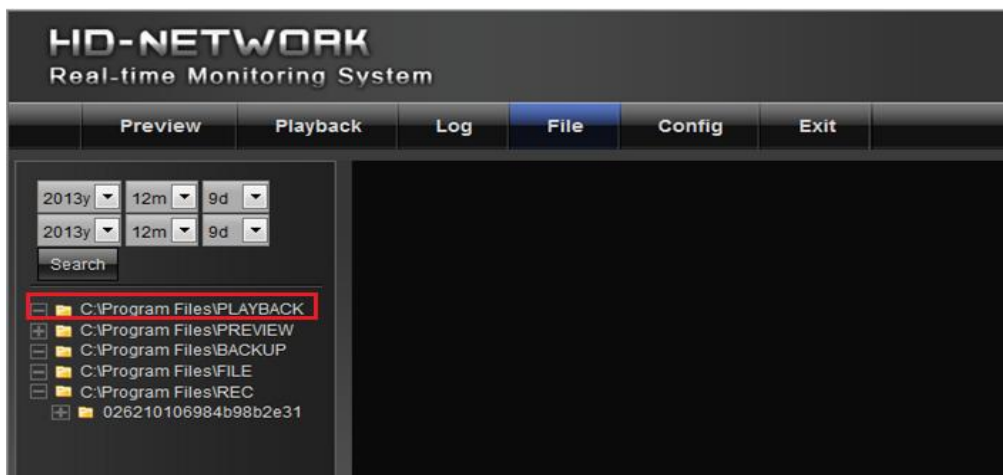 HD-NETWORK
Real-time Monitoring System
Preview Playback Log File Config Exit
2013y 12m 9d
2013y 12m 9d
Search
C:\Program Files\PLAYBACK
C:\Program Files\PREVIEW
C:\Program Files\BACKUP
C:\Program Files\FILE
C:\Program Files\REC
026210106984b98b2e31